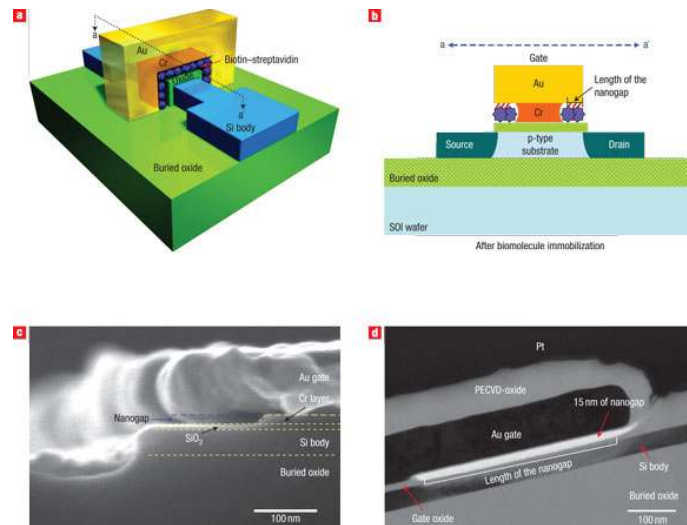 a
a
Au
Cr
Biotin–streptavidin
Oxide
a'
Si body
Buried oxide
b
a
a'
Gate
Au
Length of the
nanogap
Cr
Source
p-type
substrate
Drain
Buried oxide
SOI wafer
After biomolecule immobilization
c
Au gate
Cr layer
Nanogap
SiO2
Si body
Buried oxide
100 nm
d
Pt
PECVD-oxide
15 nm of nanogap
Au gate
Length of the nanogap
Si body
Buried oxide
Gate oxide
100 nm